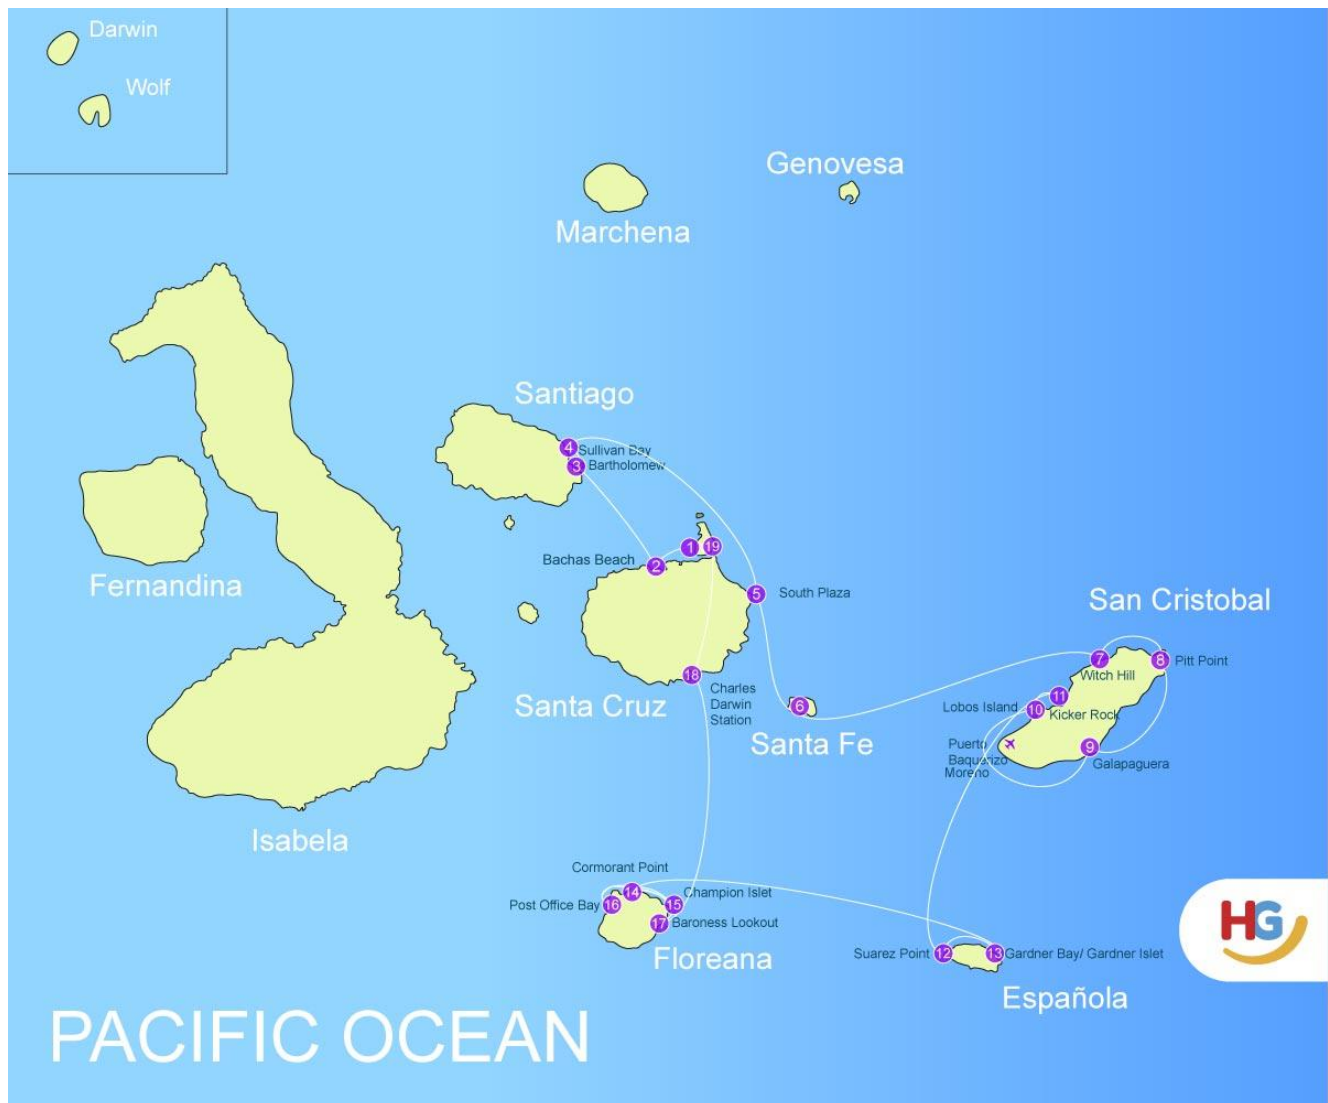 Darwin
Wolf
Genovesa
Marchena
Santiago
4
Sullivan Bay
3
Bartholomew
1
19
Bachas Beach
2
Fernandina
5
South Plaza
San Cristobal
7
8
Pitt Point
Witch Hill
18
Charles
Darwin
Station
Santa Cruz
6
Santa Fe
11
Lobos Island
10
Kicker Rock
Puerto
Baquerizo
Moreno
9
Galapaguera
Isabela
Cormorant Point
14
Champion Islet
Post Office Bay
16
15
17
Baroness Lookout
Floreana
HG
Suarez Point
12
13
Gardner Bay/ Gardner Islet
Española
PACIFIC OCEAN